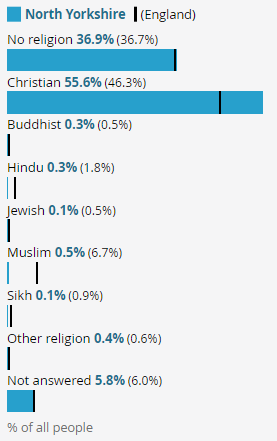 North Yorkshire (England)
No religion 36.9% (36.7%)
Christian 55.6% (46.3%)
Buddhist 0.3% (0.5%)
Hindu 0.3% (1.8%)
Jewish 0.1% (0.5%)
Muslim 0.5% (6.7%)
Sikh 0.1% (0.9%)
Other religion 0.4% (0.6%)
Not answered 5.8% (6.0%)
% of all people